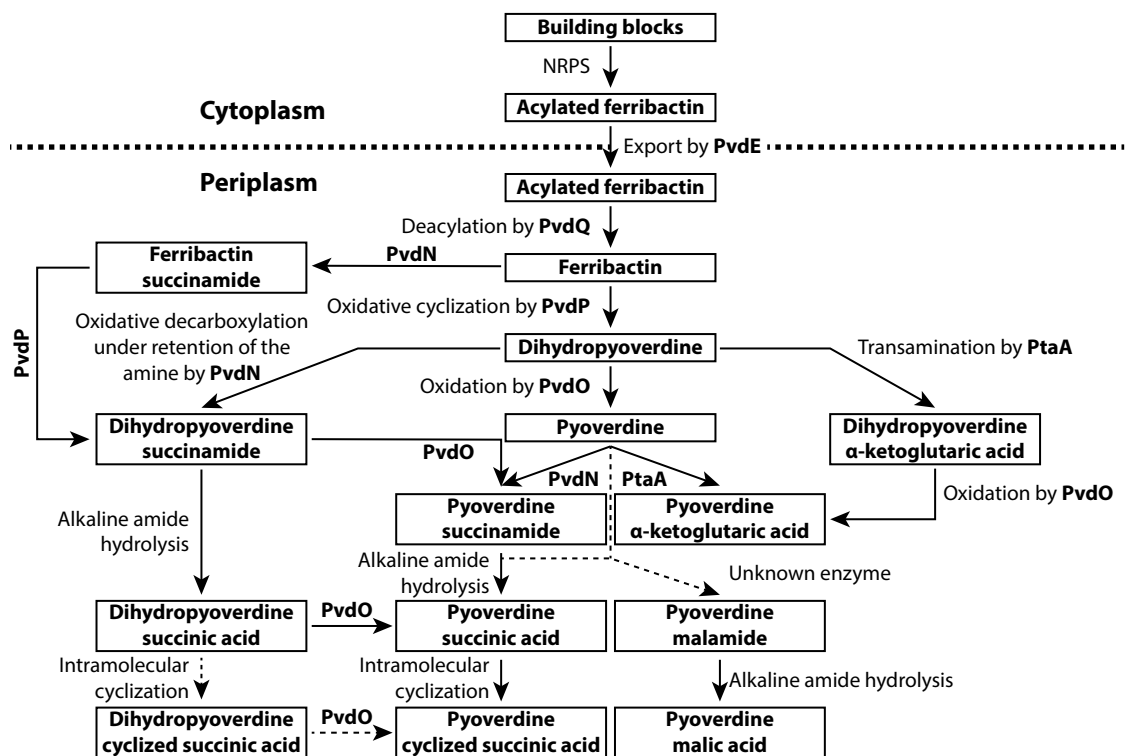 Building blocks
NRPS
Cytoplasm
Acylated ferribactin
Export by PvdE
Periplasm
Acylated ferribactin
Deacylation by PvdQ
Ferribactin
succinamide
PvdN
Ferribactin
Oxidative cyclization by PvdP
PvdP
Oxidative decarboxylation
under retention of the
amine by PvdN
Dihydropyoverdine
Transamination by PtaA
Oxidation by PvdO
Dihydropyoverdine
succinamide
Pyoverdine
Dihydropyoverdine
α-ketoglutaric acid
PvdO
PvdN
PtaA
Pyoverdine
succinamide
Pyoverdine
α-ketoglutaric acid
Oxidation by PvdO
Alkaline amide
hydrolysis
Alkaline amide
hydrolysis
Unknown enzyme
Dihydropyoverdine
succinic acid
PvdO
Pyoverdine
succinic acid
Pyoverdine
malamide
Intramolecular
cyclization
Intramolecular
cyclization
Alkaline amide hydrolysis
Dihydropyoverdine
cyclized succinic acid
PvdO
Pyoverdine
cyclized succinic acid
Pyoverdine
malic acid